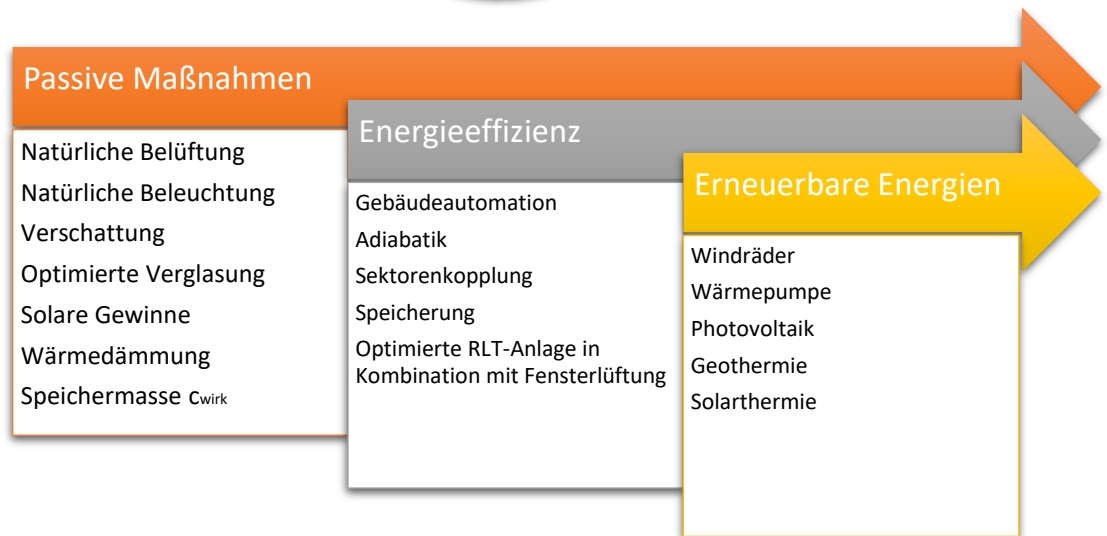 Passive Maßnahmen
Natürliche Belüftung
Natürliche Beleuchtung
Verschattung
Optimierte Verglasung
Solare Gewinne
Wärmedämmung
Speichermasse cwirk
Energieeffizienz
Gebäudeautomation
Adiabatik
Sektorenkopplung
Speicherung
Optimierte RLT-Anlage in
Kombination mit Fensterlüftung
Erneuerbare Energien
Windräder
Wärmepumpe
Photovoltaik
Geothermie
Solarthermie